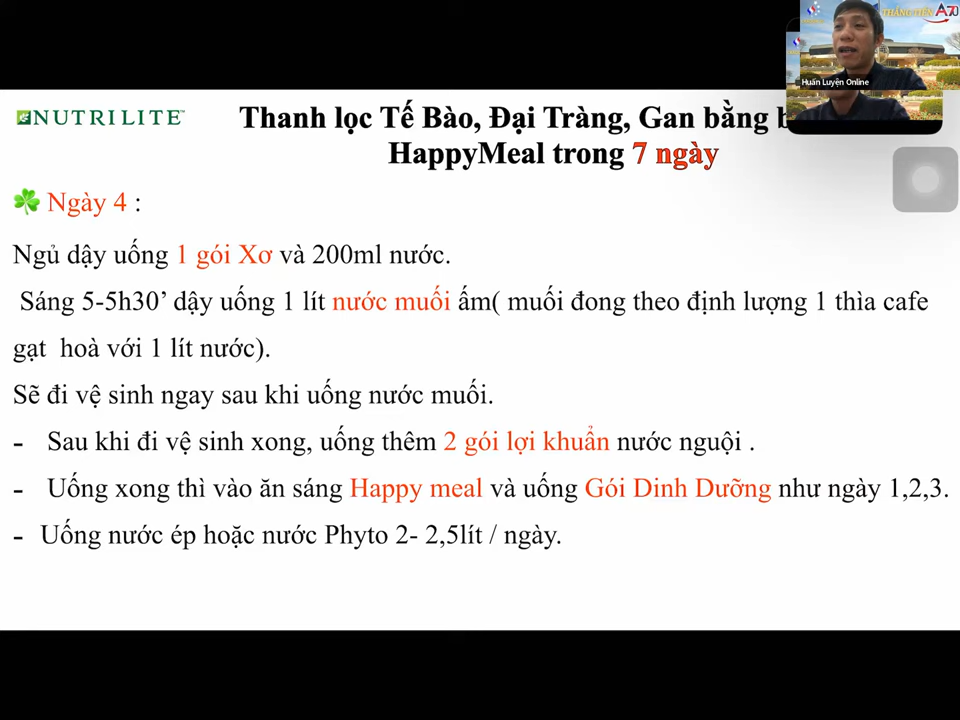 NUTRILITE™
Thanh lọc Tế Bào, Đại Tràng, Gan bằng
HappyMeal trong 7 ngày
Ngày 4 :
Ngủ dậy uống 1 gói Xơ và 200ml nước.
Sáng 5-5h30’ dậy uống 1 lít nước muối ấm( muối đong theo định lượng 1 thìa cafe
gạt hoà với 1 lít nước).
Sẽ đi vệ sinh ngay sau khi uống nước muối.
- Sau khi đi vệ sinh xong, uống thêm 2 gói lợi khuẩn nước nguội .
- Uống xong thì vào ăn sáng Happy meal và uống Gói Dinh Dưỡng như ngày 1,2,3.
- Uống nước ép hoặc nước Phyto 2- 2,5lít / ngày.
THẮNG TIẾN A70
Huấn Luyện Online